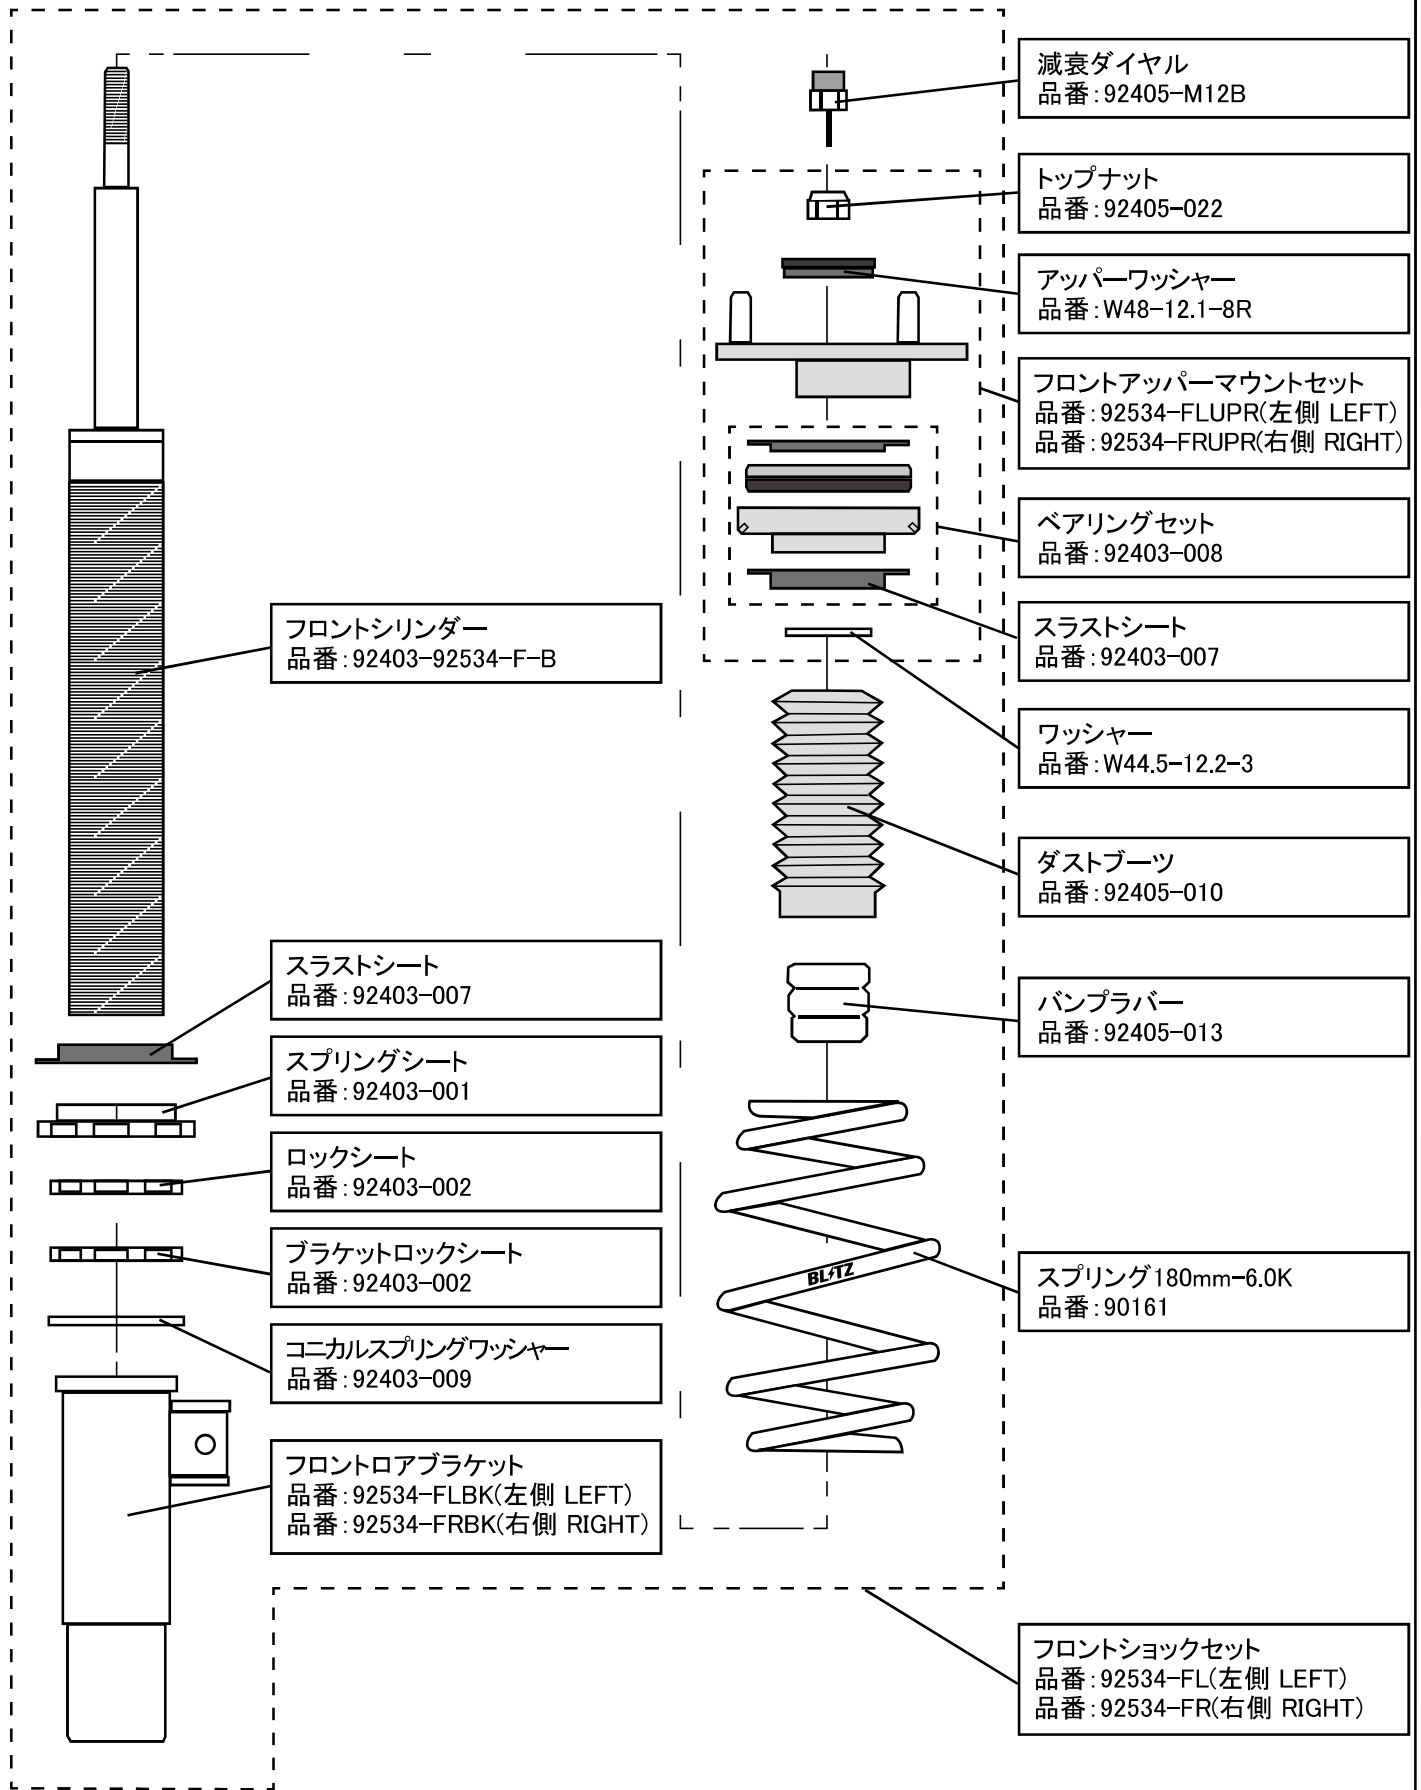 減衰ダイヤル
品番:92405-M12B
トップナット
品番:92405-022
アッパーワッシャー
品番:W48-12.1-8R
フロントアッパーマウントセット
品番:92534-FLUPR(左側 LEFT)
品番:92534-FRUPR(右側 RIGHT)
ベアリングセット
品番:92403-008
スラストシート
品番:92403-007
ワッシャー
品番:W44.5-12.2-3
ダストブーツ
品番:92405-010
バンプラバー
品番:92405-013
BLITZ
スプリング180mm-6.0K
品番:90161
フロントシリンダー
品番:92403-92534-F-B
スラストシート
品番:92403-007
スプリングシート
品番:92403-001
ロックシート
品番:92403-002
ブラケットロックシート
品番:92403-002
コニカルスプリングワッシャー
品番:92403-009
フロントロアブラケット
品番:92534-FLBK(左側 LEFT)
品番:92534-FRBK(右側 RIGHT)
フロントショックセット
品番:92534-FL(左側 LEFT)
品番:92534-FR(右側 RIGHT)